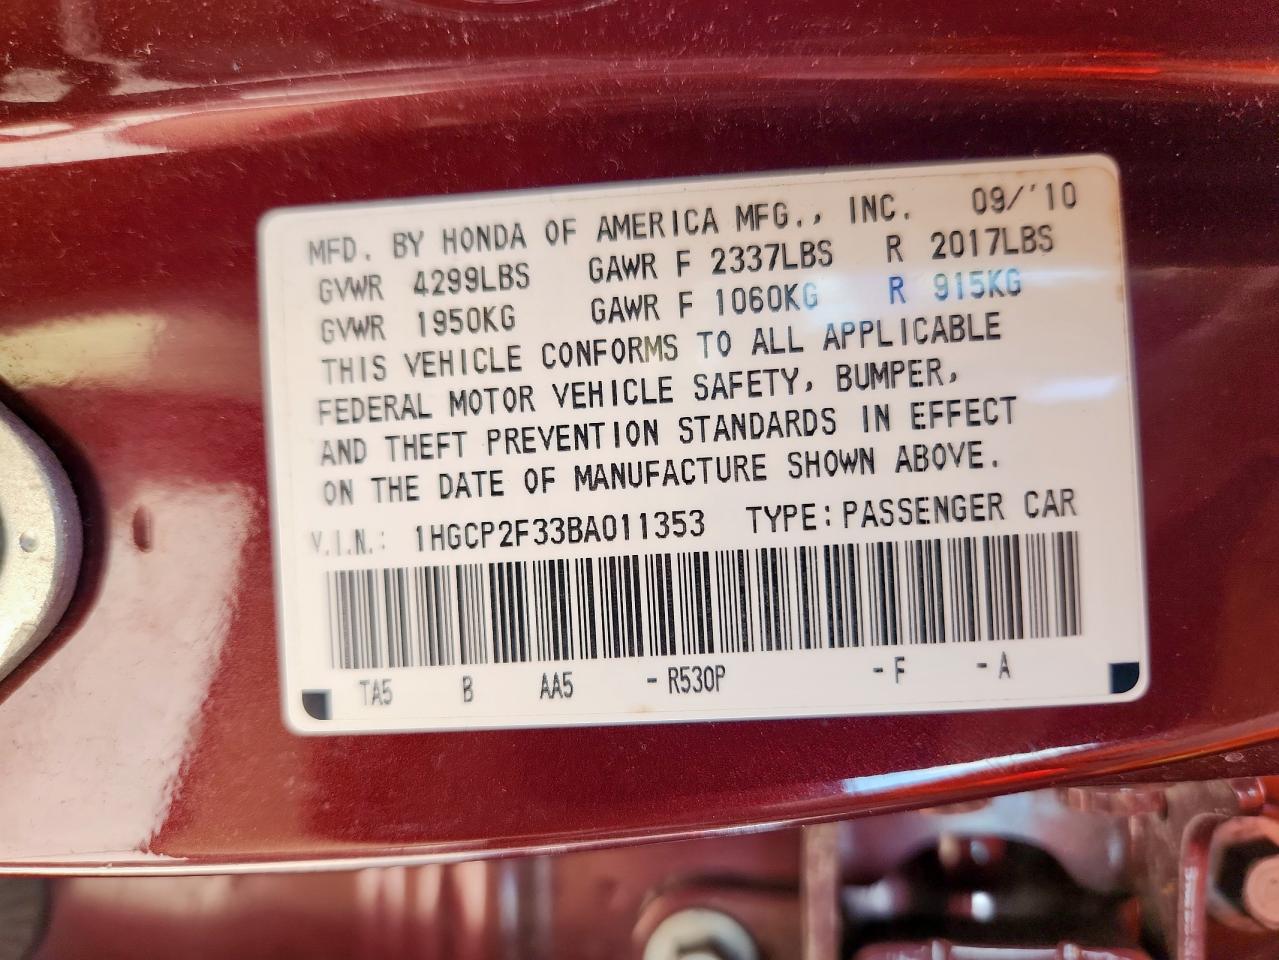 MFD. BY HONDA OF AMERICA MFG., INC. 09/'10
GVWR 4299LBS GAWR F 2337LBS R 2017LBS
GVWR 1950KG GAWR F 1060KG R 915KG
THIS VEHICLE CONFORMS TO ALL APPLICABLE
FEDERAL MOTOR VEHICLE SAFETY, BUMPER,
AND THEFT PREVENTION STANDARDS IN EFFECT
ON THE DATE OF MANUFACTURE SHOWN ABOVE.
V.I.N.: 1HGCP2F33BA011353 TYPE: PASSENGER CAR
TA5 B AA5 - R530P - F - A